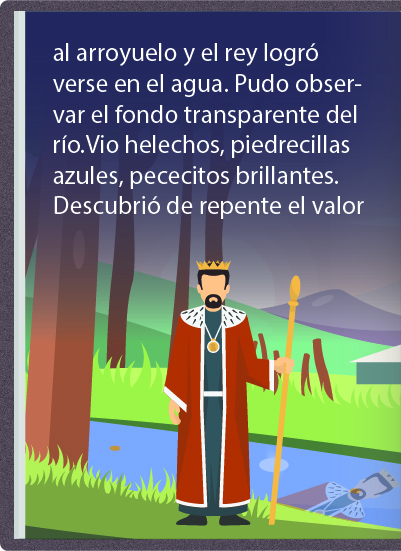 al arroyuelo y el rey logró
verse en el agua. Pudo obser-
var el fondo transparente del
río.Vio helechos, piedrecillas
azules, pececitos brillantes.
Descubrió de repente el valor